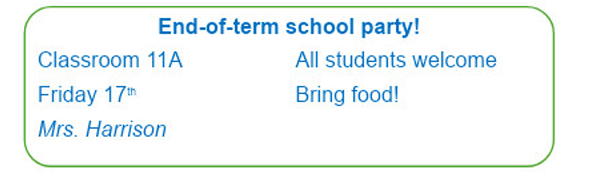 End-of-term school party!
Classroom 11A All students welcome
Friday 17th Bring food!
Mrs. Harrison